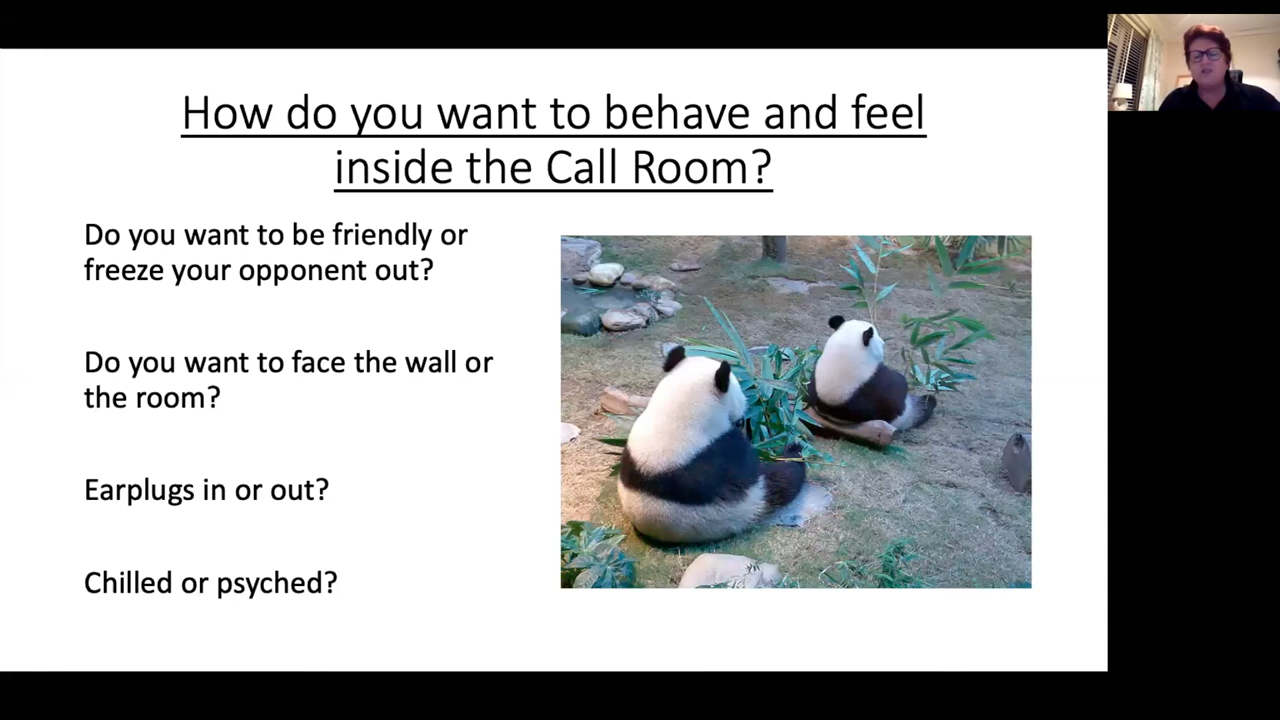 How do you want to behave and feel
inside the Call Room?
Do you want to be friendly or
freeze your opponent out?
Do you want to face the wall or
the room?
Earplugs in or out?
Chilled or psyched?